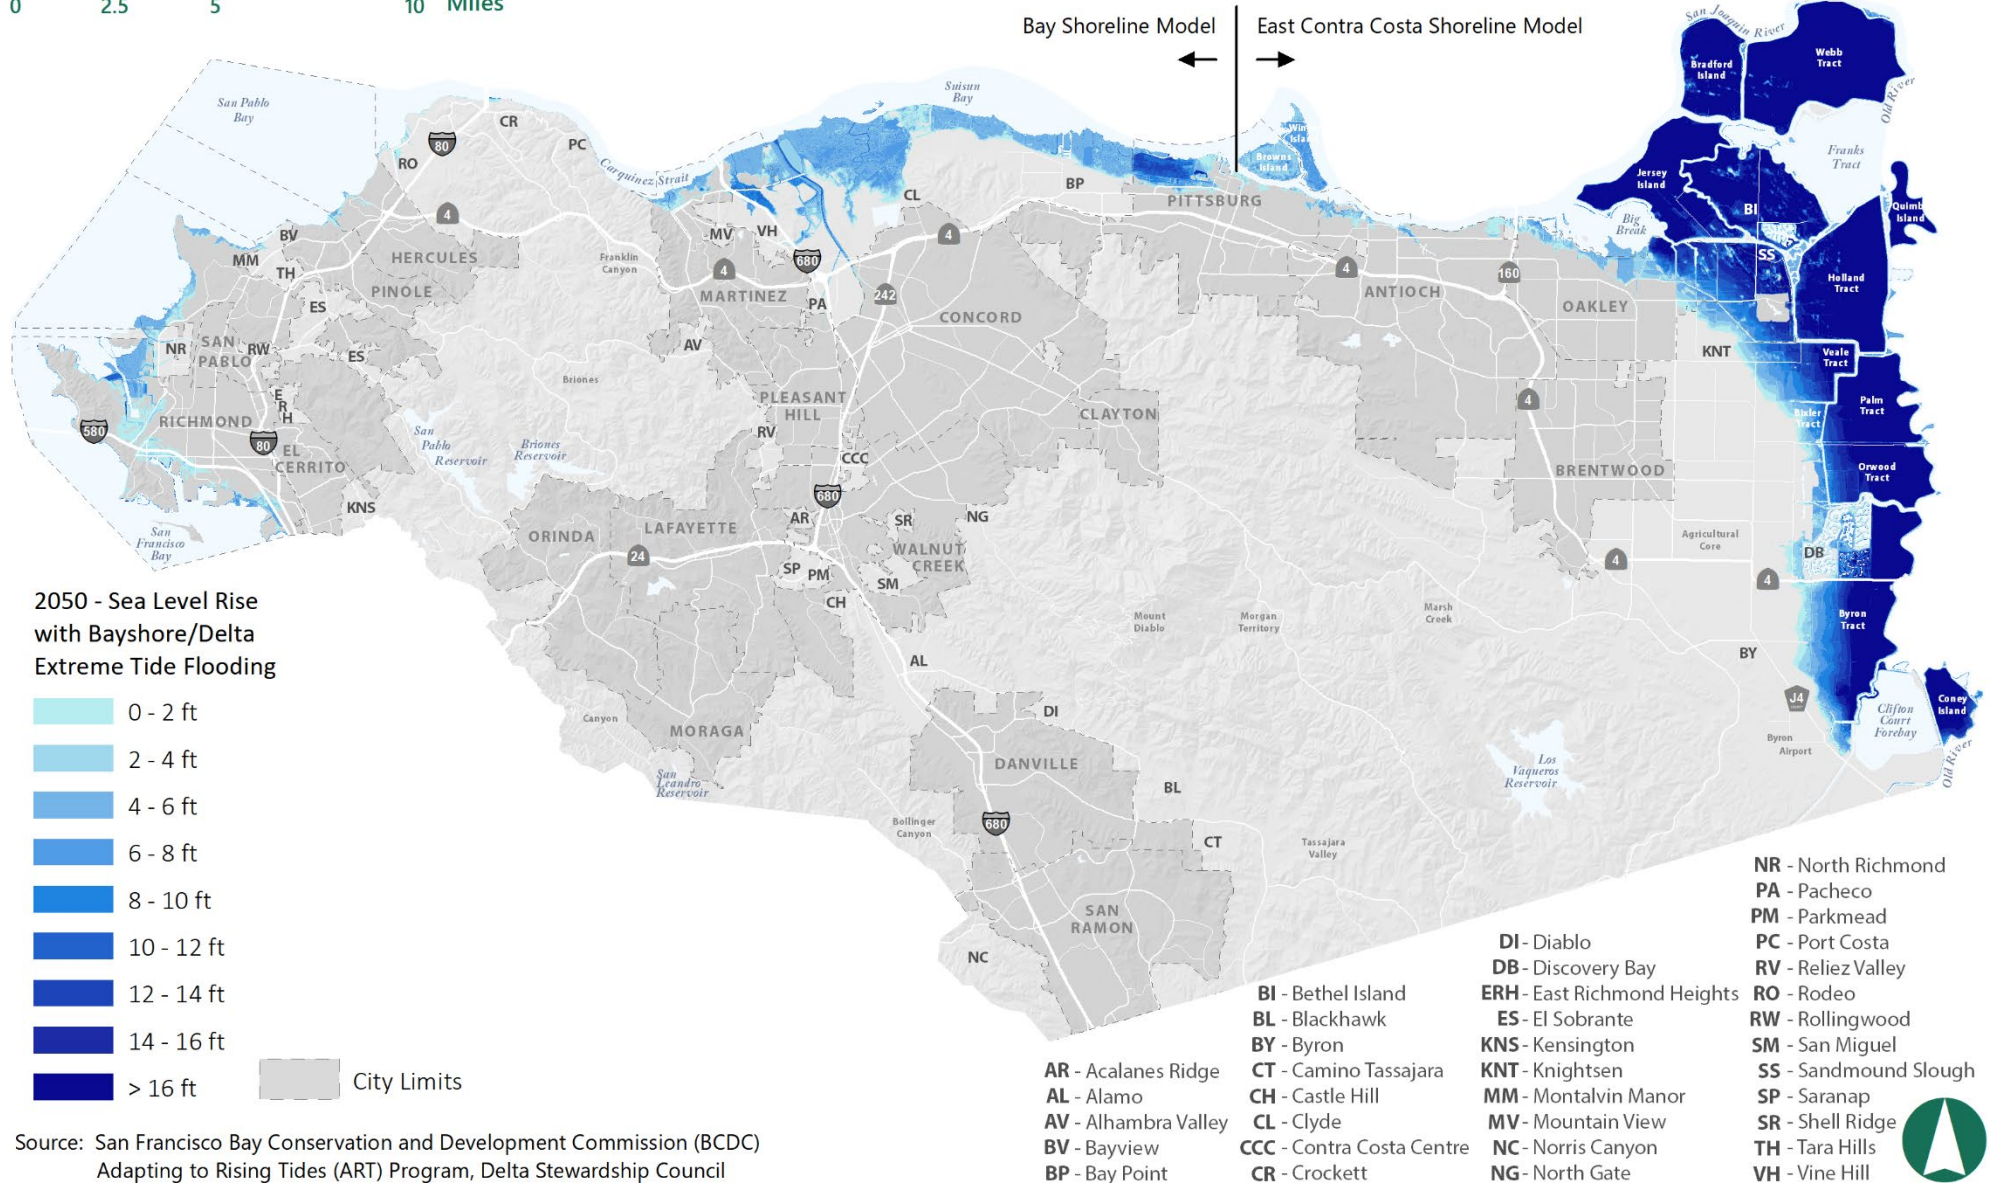 0 2.5 5 10 Miles
Bay Shoreline Model
East Contra Costa Shoreline Model
San Joaquin River
Webb
Tract
Bradford
Island
Old River
San Pablo
Bay
Suisun
Bay
CR
80
PC
RO
Carquinez Strait
Browns
Island
Franks
Tract
Jersey
Island
BP
CL
PITTSBURG
BI
Quimb
Island
Big
Break
4
BV
MV
VH
4
MM
HERCULES
Franklin
Canyon
680
4
4
160
SS
TH
PINOLE
MARTINEZ
242
ANTIOCH
OAKLEY
Holland
Tract
ES
PA
CONCORD
NR
SAN
PABLO
RW
ES
AV
KNT
Veale
Tract
Briones
E
R
H
PLEASANT
HILL
CLAYTON
4
Palm
Tract
Bixler
Tract
RICHMOND
580
80
EL
CERRITO
San
Pablo
Reservoir
Briones
Reservoir
RV
CCC
BRENTWOOD
Orwood
Tract
680
KNS
AR
SR
NG
San
Francisco
Bay
ORINDA
LAFAYETTE
WALNUT
CREEK
Agricultural
Core
24
DB
4
4
SP
PM
SM
CH
Mount
Diablo
Morgan
Territory
Marsh
Creek
Byron
Tract
BY
AL
J4
Clifton
Court
Forebay
Coney
Island
Canyon
MORAGA
DI
Byron
Airport
Old River
San
Leandro
Reservoir
DANVILLE
Los
Vaqueros
Reservoir
BL
Bollinger
Canyon
680
CT
Tassajara
Valley
SAN
RAMON
NC
2050 - Sea Level Rise
with Bayshore/Delta
Extreme Tide Flooding
0 - 2 ft
2 - 4 ft
4 - 6 ft
6 - 8 ft
8 - 10 ft
10 - 12 ft
12 - 14 ft
14 - 16 ft
> 16 ft
City Limits
AR - Acalanes Ridge
AL - Alamo
AV - Alhambra Valley
BV - Bayview
BP - Bay Point
BI - Bethel Island
BL - Blackhawk
BY - Byron
CT - Camino Tassajara
CH - Castle Hill
CL - Clyde
CCC - Contra Costa Centre
CR - Crockett
DI - Diablo
DB - Discovery Bay
ERH - East Richmond Heights
ES - El Sobrante
KNS - Kensington
KNT - Knightsen
MM - Montalvin Manor
MV - Mountain View
NC - Norris Canyon
NG - North Gate
NR - North Richmond
PA - Pacheco
PM - Parkmead
PC - Port Costa
RV - Reliez Valley
RO - Rodeo
RW - Rollingwood
SM - San Miguel
SS - Sandmound Slough
SP - Saranap
SR - Shell Ridge
TH - Tara Hills
VH - Vine Hill
Source: San Francisco Bay Conservation and Development Commission (BCDC)
Adapting to Rising Tides (ART) Program, Delta Stewardship Council